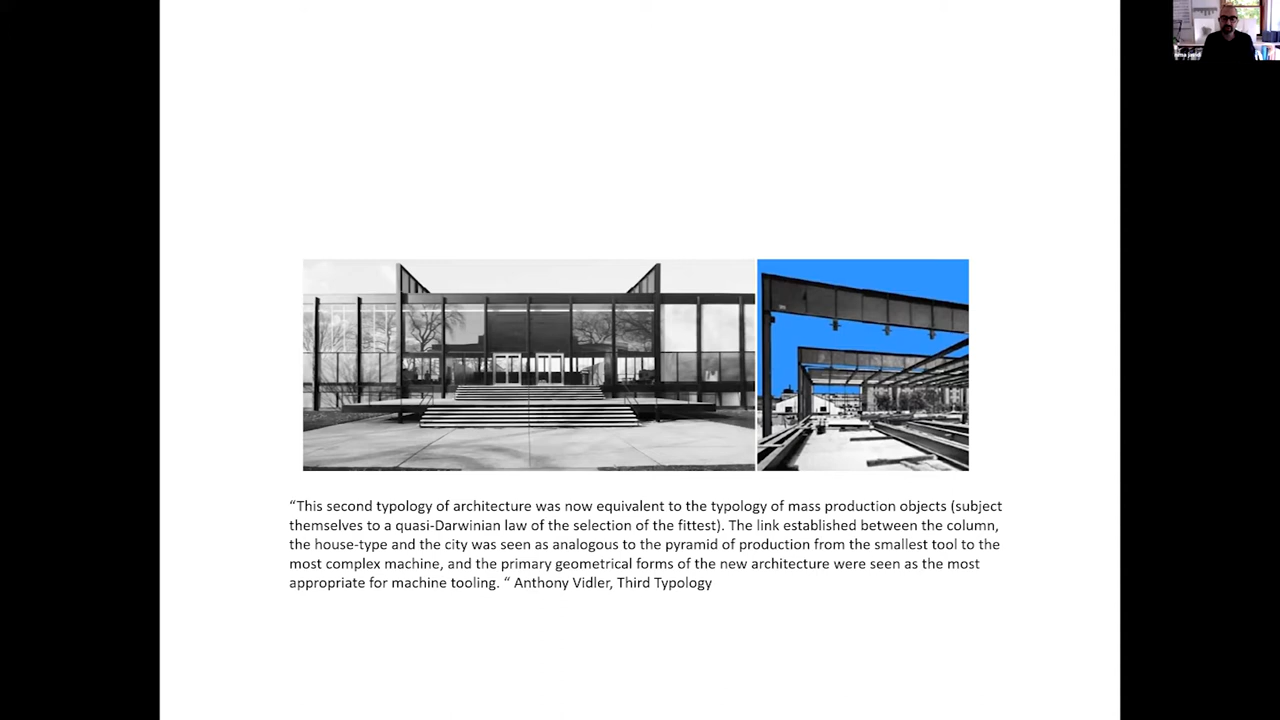 “This second typology of architecture was now equivalent to the typology of mass production objects (subject
themselves to a quasi-Darwinian law of the selection of the fittest). The link established between the column,
the house-type and the city was seen as analogous to the pyramid of production from the smallest tool to the
most complex machine, and the primary geometrical forms of the new architecture were seen as the most
appropriate for machine tooling. “ Anthony Vidler, Third Typology